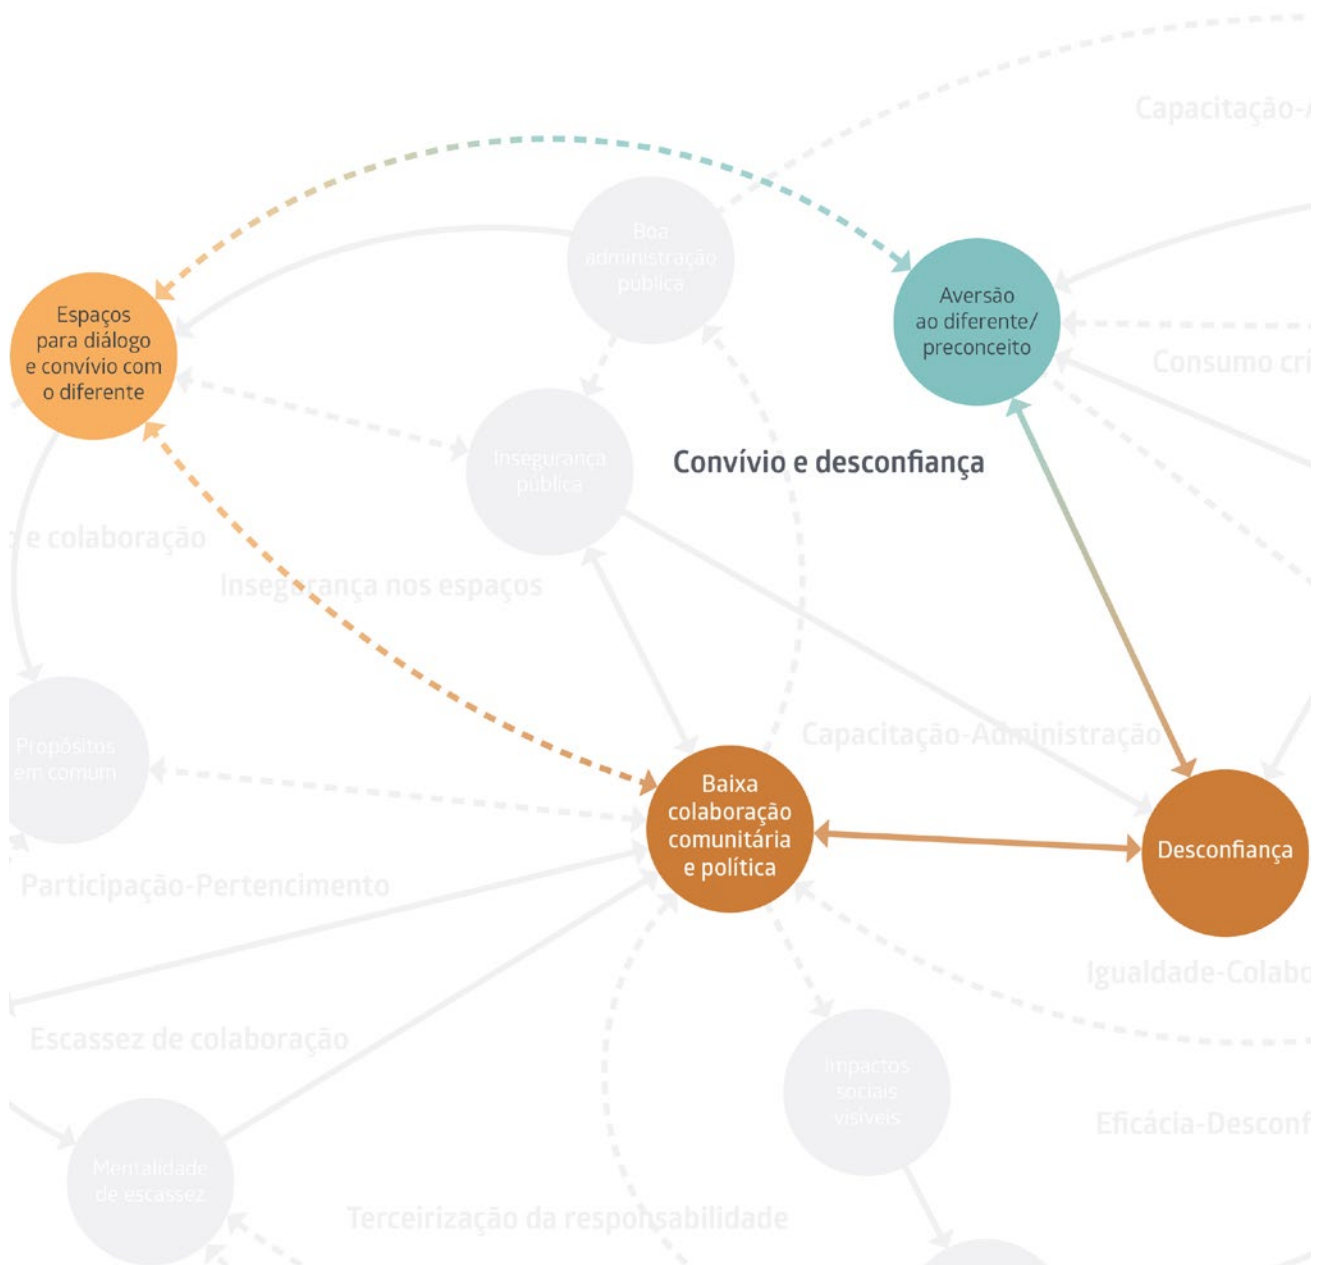 Capacitação-A
Boa
administração
pública
Espaços
para diálogo
e convívio com
o diferente
Aversão
ao diferente/
preconceito
Consumo crí
Insegurança
pública
Convívio e desconfiança
e colaboração
Insegurança nos espaços
Propósitos
em comum
Capacitação-Administração
Baixa
colaboração
comunitária
e política
Desconfiança
Participação-Pertencimento
Igualdade-Colabo
Escassez de colaboração
Impactos
sociais
visíveis
Eficácia-Desconf
Mentalidade
de escassez
Terceirização da responsabilidade